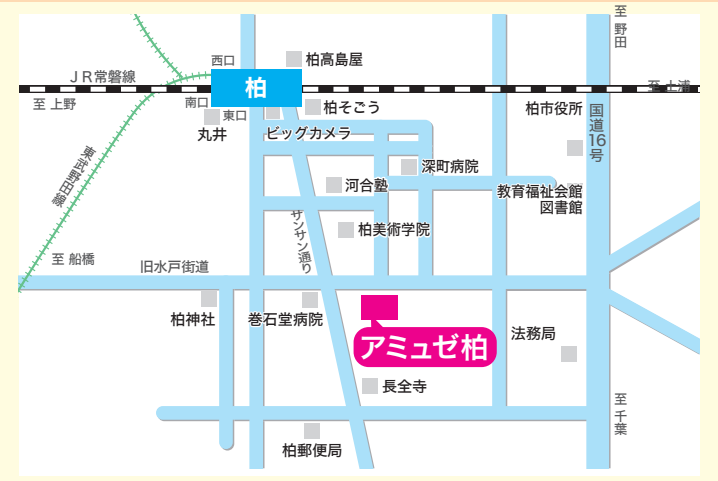 至 野田
西口
柏高島屋
JR常磐線
柏
至 土浦
至 上野
南口
東口
柏そごう
柏市役所
国道16号
丸井
ビッグカメラ
東武野田線
深町病院
河合塾
教育福祉会館
図書館
サンサン通り
柏美術学院
至 船橋
旧水戸街道
柏神社
巻石堂病院
アミュゼ柏
法務局
長全寺
至 千葉
柏郵便局